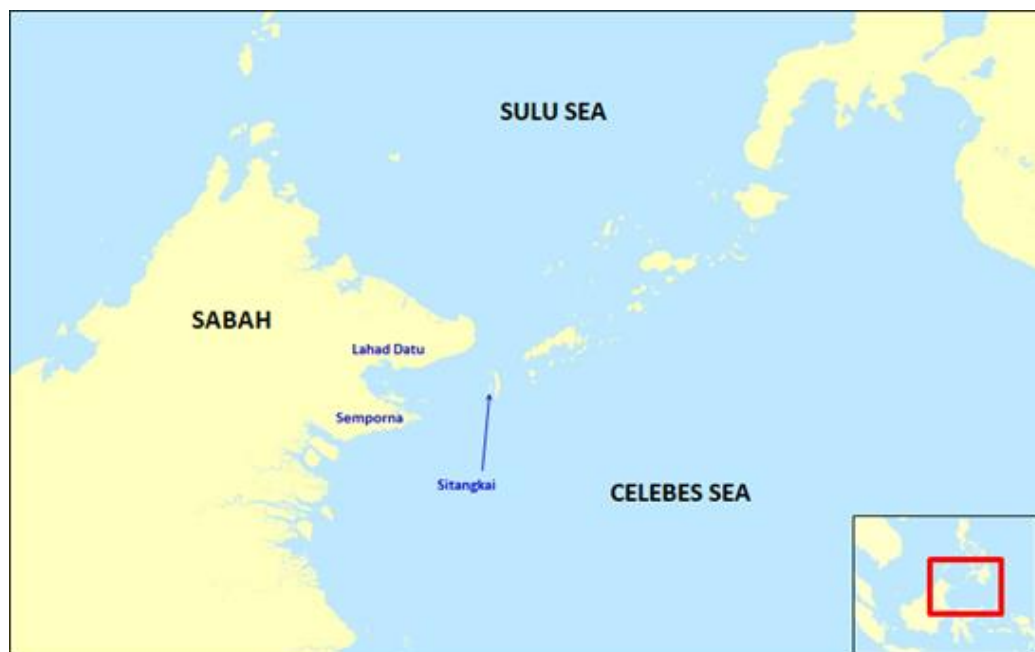 SULU SEA
SABAH
Lahad Datu
Semporna
Sitangkai
CELEBES SEA